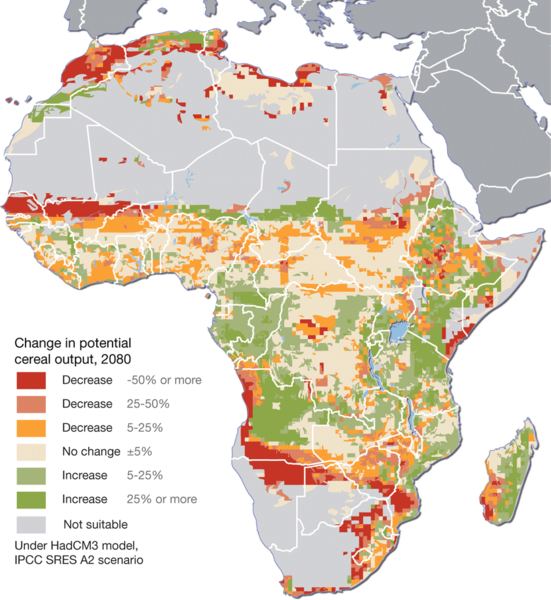 Change in potential
cereal output, 2080
Decrease -50% or more
Decrease 25-50%
Decrease 5-25%
No change ±5%
Increase 5-25%
Increase 25% or more
Not suitable
Under HadCM3 model,
IPCC SRES A2 scenario